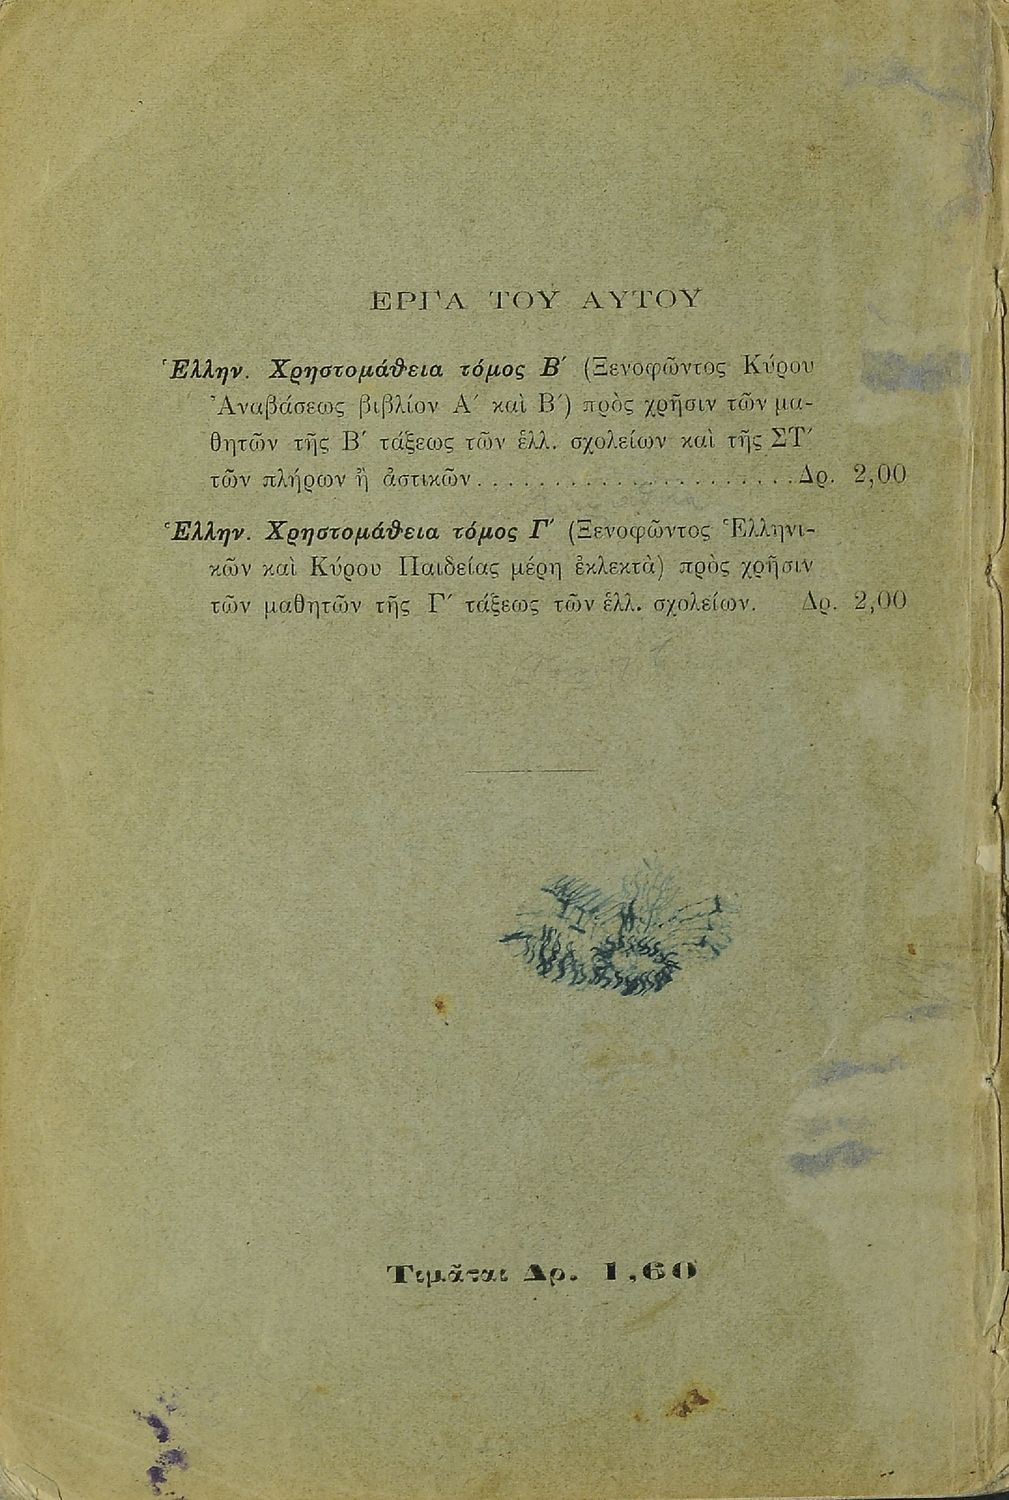 ΕΡΓΑ ΤΟΥ ΑΥΤΟΥ
Ἑλλην. Χρηστομάθεια τόμος Β΄ (Ξενοφῶντος Κύρου
Ἀναβάσεως βιβλίον Α΄ καὶ Β΄) πρὸς χρῆσιν τῶν μα-
θητῶν τῆς Β΄ τάξεως τῶν ἑλλ. σχολείων καὶ τῆς ΣΤ΄
τῶν πλήρων ἢ ἀστικῶν . . . . . . . . . . . . . . . . . . . . . Δρ. 2,00
Ἑλλην. Χρηστομάθεια τόμος Γ΄ (Ξενοφῶντος Ἑλληνι-
κῶν καὶ Κύρου Παιδείας μέρη ἐκλεκτὰ) πρὸς χρῆσιν
τῶν μαθητῶν τῆς Γ΄ τάξεως τῶν ἑλλ. σχολείων. Δρ. 2,00
Τιμᾶται Δρ. 1,60